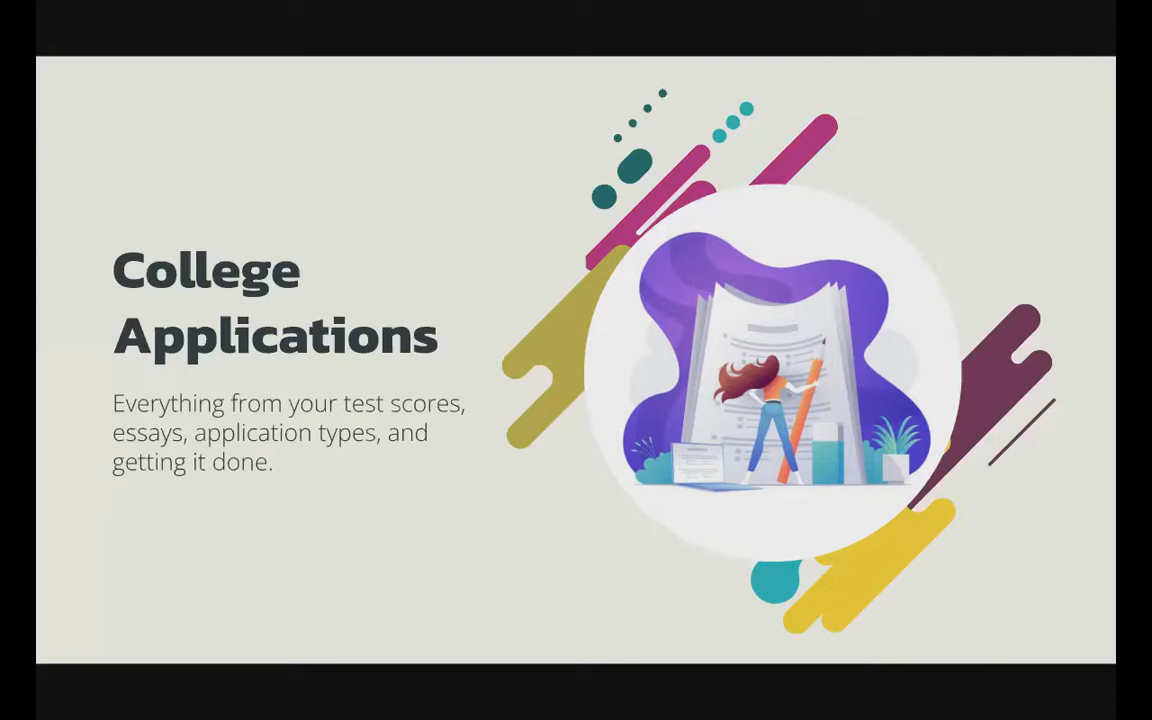 College
Applications
Everything from your test scores,
essays, application types, and
getting it done.